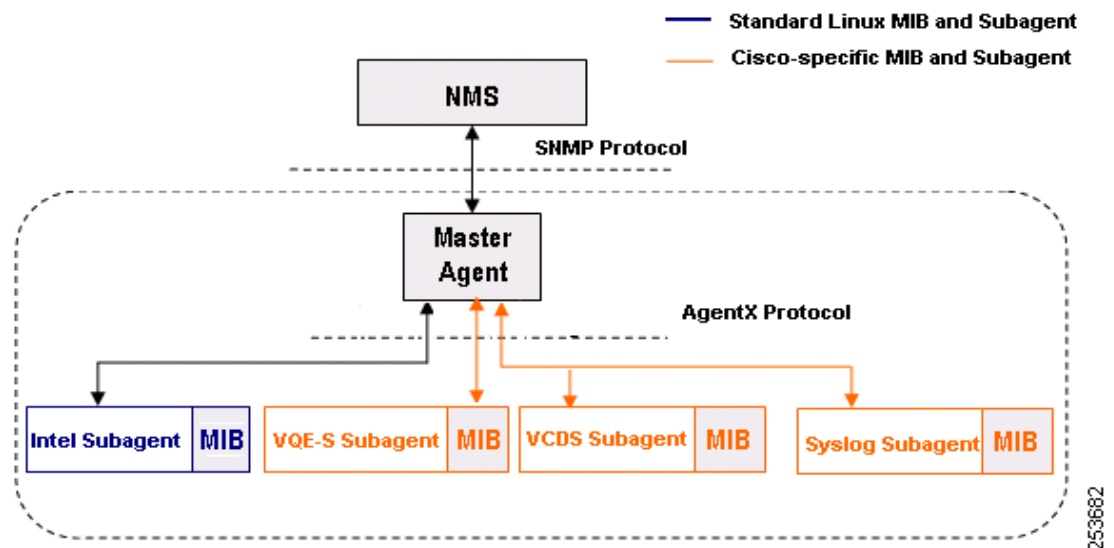 Standard Linux MIB and Subagent
Cisco-specific MIB and Subagent
NMS
SNMP Protocol
Master
Agent
AgentX Protocol
Intel Subagent MIB
VQE-S Subagent MIB
VCDS Subagent MIB
Syslog Subagent MIB
253682